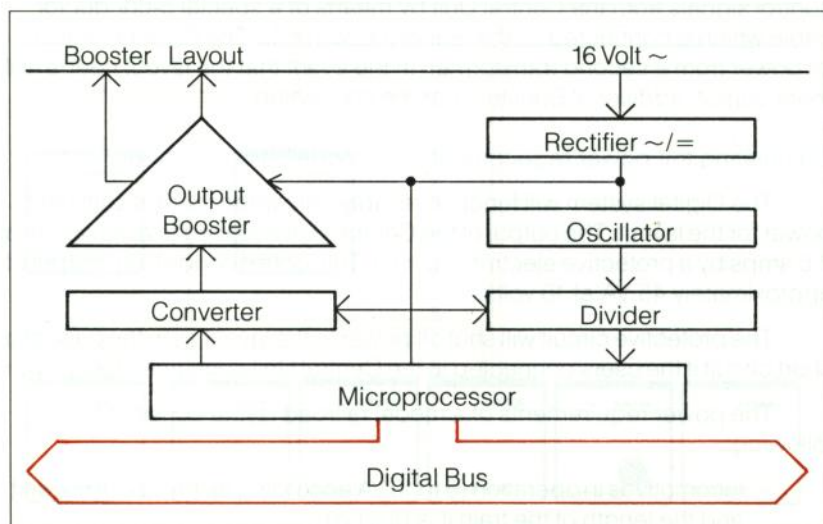 Booster Layout 16 Volt ~
Rectifier ~/=
Output
Booster
Oscillator
Converter
Divider
Microprocessor
Digital Bus